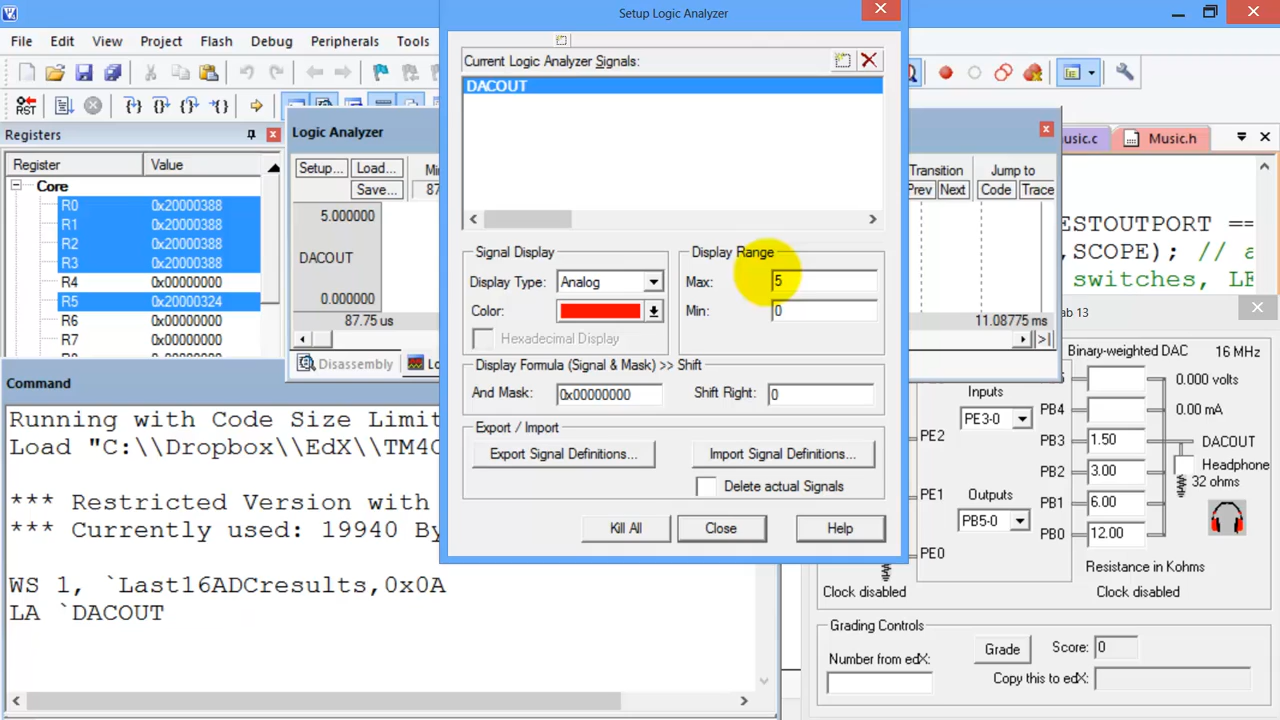 Setup Logic Analyzer
File Edit View Project Flash Debug Peripherals Tools
Current Logic Analyzer Signals:
DACOUT
RST
Registers
Register Value
Core
R0 0x20000388
R1 0x20000388
R2 0x20000388
R3 0x20000388
R4 0x00000000
R5 0x20000324
R6 0x00000000
R7 0x00000000
Logic Analyzer
Setup... Load...
Save...
5.000000
DACOUT
0.000000
87.75 us
Disassembly
Signal Display
Display Type: Analog
Color:
Hexadecimal Display
Display Range
Max: 5
Min: 0
Display Formula (Signal & Mask) >> Shift
And Mask: 0x00000000 Shift Right: 0
Export / Import
Export Signal Definitions... Import Signal Definitions...
Delete actual Signals
Kill All Close Help
Transition Jump to
Prev Next Code Trace
11.08775 ms
usic.c Music.h
ESTOUTPORT ==
,SCOPE); // a
switches, LE
Command
Running with Code Size Limit
Load "C:\\Dropbox\\EdX\\TM4C
*** Restricted Version with
*** Currently used: 19940 By
WS 1, `Last16ADCresults,0x0A
LA `DACOUT
ab 13
Binary-weighted DAC 16 MHz
Inputs
PE3-0
PE2
PE1
PE0
Outputs
PB5-0
0.000 volts
PB4 0.00 mA
PB3 1.50 DACOUT
PB2 3.00 Headphone
32 ohms
PB1 6.00
PB0 12.00
Resistance in Kohms
Clock disabled Clock disabled
Grading Controls
Number from edX: Grade Score: 0
Copy this to edX: